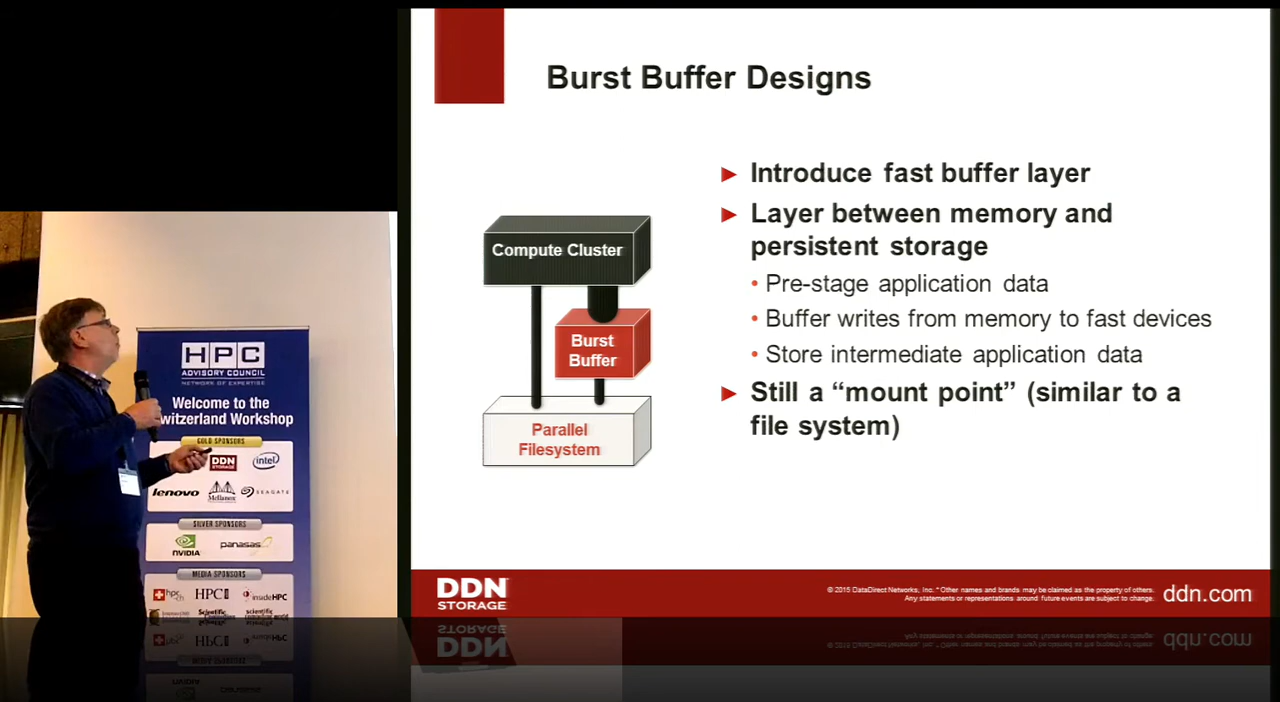 Burst Buffer Designs
► Introduce fast buffer layer
► Layer between memory and
persistent storage
• Pre-stage application data
• Buffer writes from memory to fast devices
• Store intermediate application data
► Still a “mount point” (similar to a
file system)
Compute Cluster
Burst
Buffer
Parallel
Filesystem
DDN
STORAGE
© 2015 DataDirect Networks, Inc. * Other names and brands may be claimed as the property of others.
Any statements or representations around future events are subject to change.
ddn.com
HPC
ADVISORY COUNCIL
NETWORK OF EXPERTISE
Welcome to the
witzerland Workshop
GOLD SPONSORS
DDN
STORAGE
intel
lenovo
Mellanox
SEAGATE
SILVER SPONSORS
NVIDIA
panasas
MEDIA SPONSORS
hpc
HPC
insideHPC